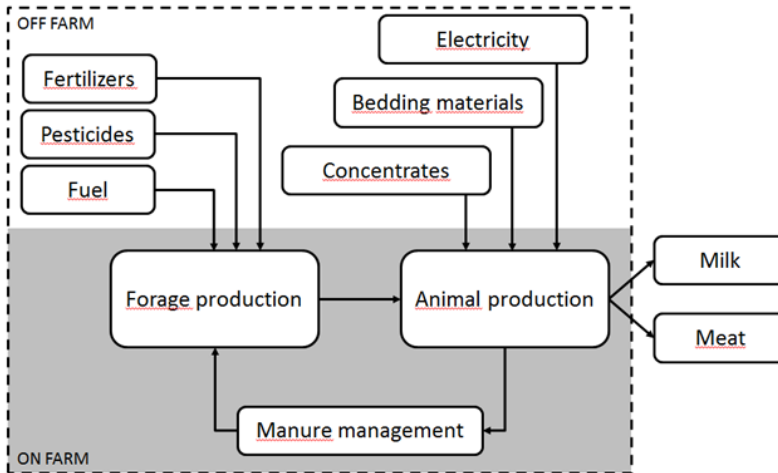 OFF FARM
Electricity
Fertilizers
Bedding materials
Pesticides
Concentrates
Fuel
Forage production
Animal production
Milk
Meat
Manure management
ON FARM